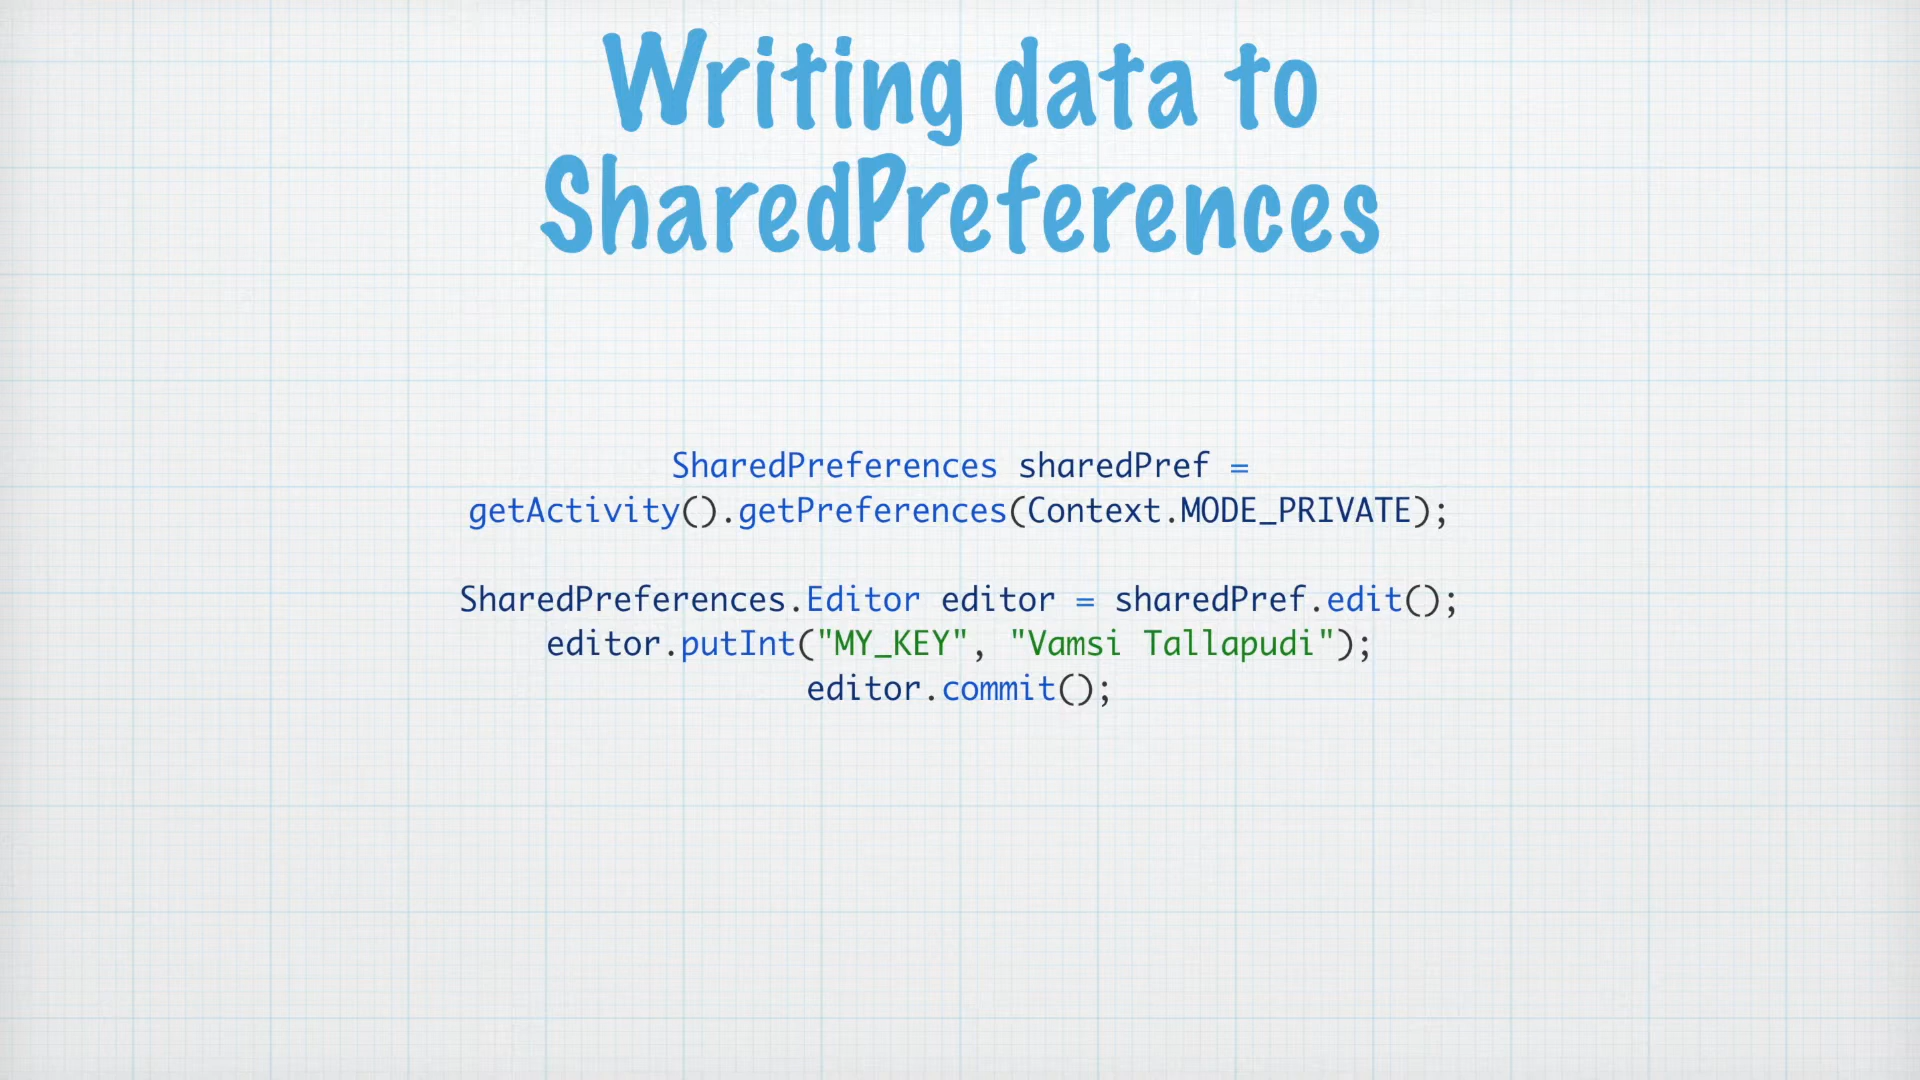 Writing data to
SharedPreferences
SharedPreferences sharedPref =
getActivity().getPreferences(Context.MODE_PRIVATE);
SharedPreferences.Editor editor = sharedPref.edit();
editor.putInt("MY_KEY", "Vamsi Tallapudi");
editor.commit();